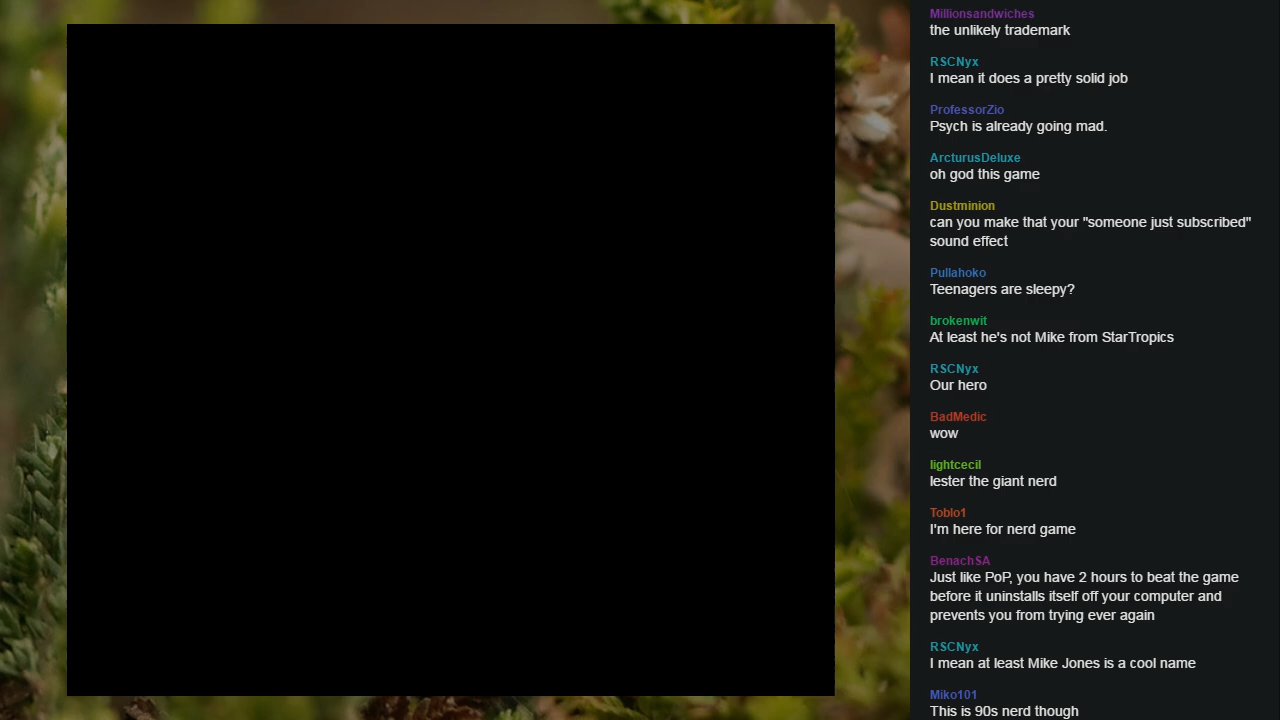 Millionsandwiches
the unlikely trademark
RSCNyx
I mean it does a pretty solid job
ProfessorZio
Psych is already going mad.
ArcturusDeluxe
oh god this game
Dustminion
can you make that your "someone just subscribed"
sound effect
Pullahoko
Teenagers are sleepy?
brokenwit
At least he's not Mike from StarTropics
RSCNyx
Our hero
BadMedic
wow
lightcecil
lester the giant nerd
Toblo1
I'm here for nerd game
BenachSA
Just like PoP, you have 2 hours to beat the game
before it uninstalls itself off your computer and
prevents you from trying ever again
RSCNyx
I mean at least Mike Jones is a cool name
Miko101
This is 90s nerd though